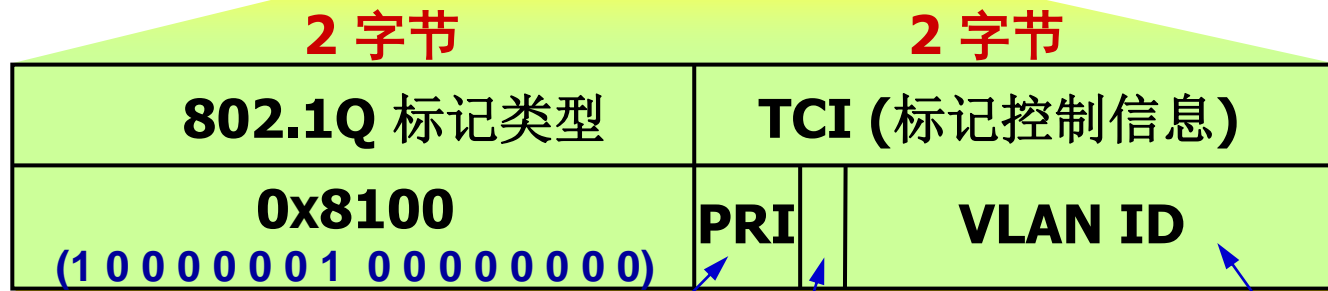 2 字节 2 字节
802.1Q 标记类型 TCI (标记控制信息)
0x8100 PRI VLAN ID
(1 0 0 0 0 0 0 1 0 0 0 0 0 0 0 0)